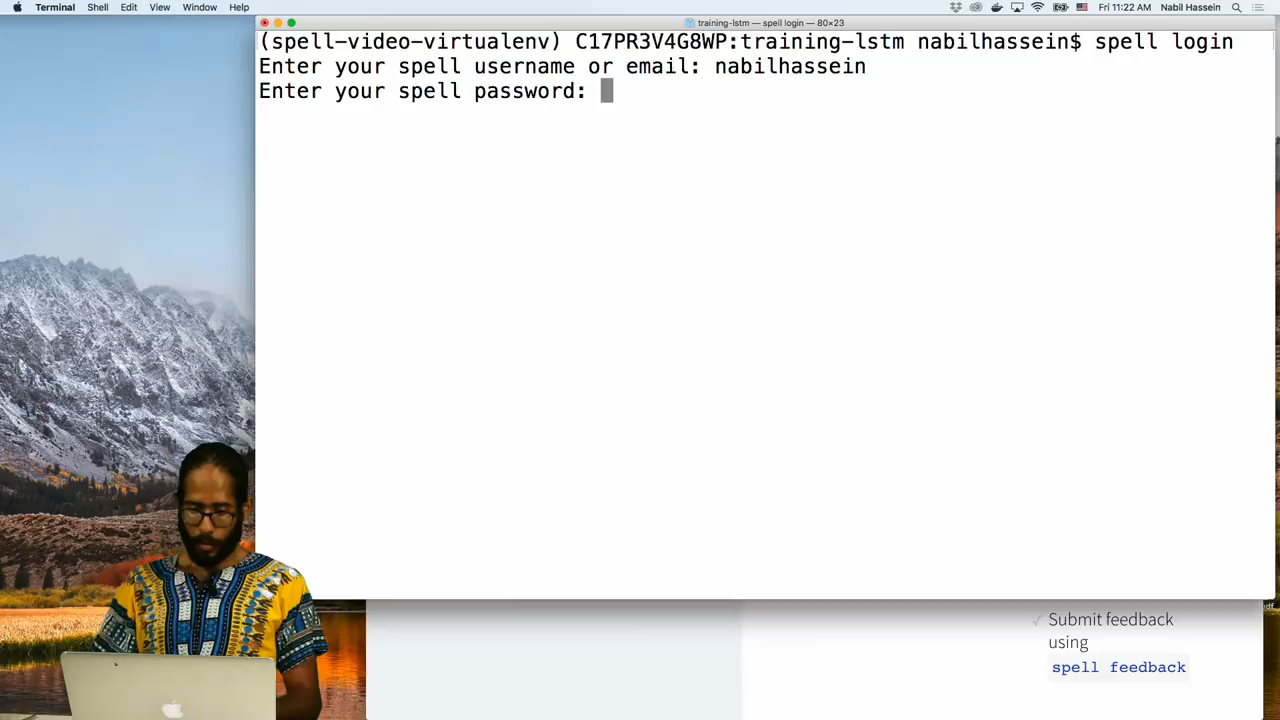 Terminal Shell Edit View Window Help Fri 11:22 AM Nabil Hassein
training-lstm — spell login — 80×23
(spell-video-virtualenv) C17PR3V4G8WP:training-lstm nabilhassein$ spell login
Enter your spell username or email: nabilhassein
Enter your spell password:
Submit feedback
using
spell feedback